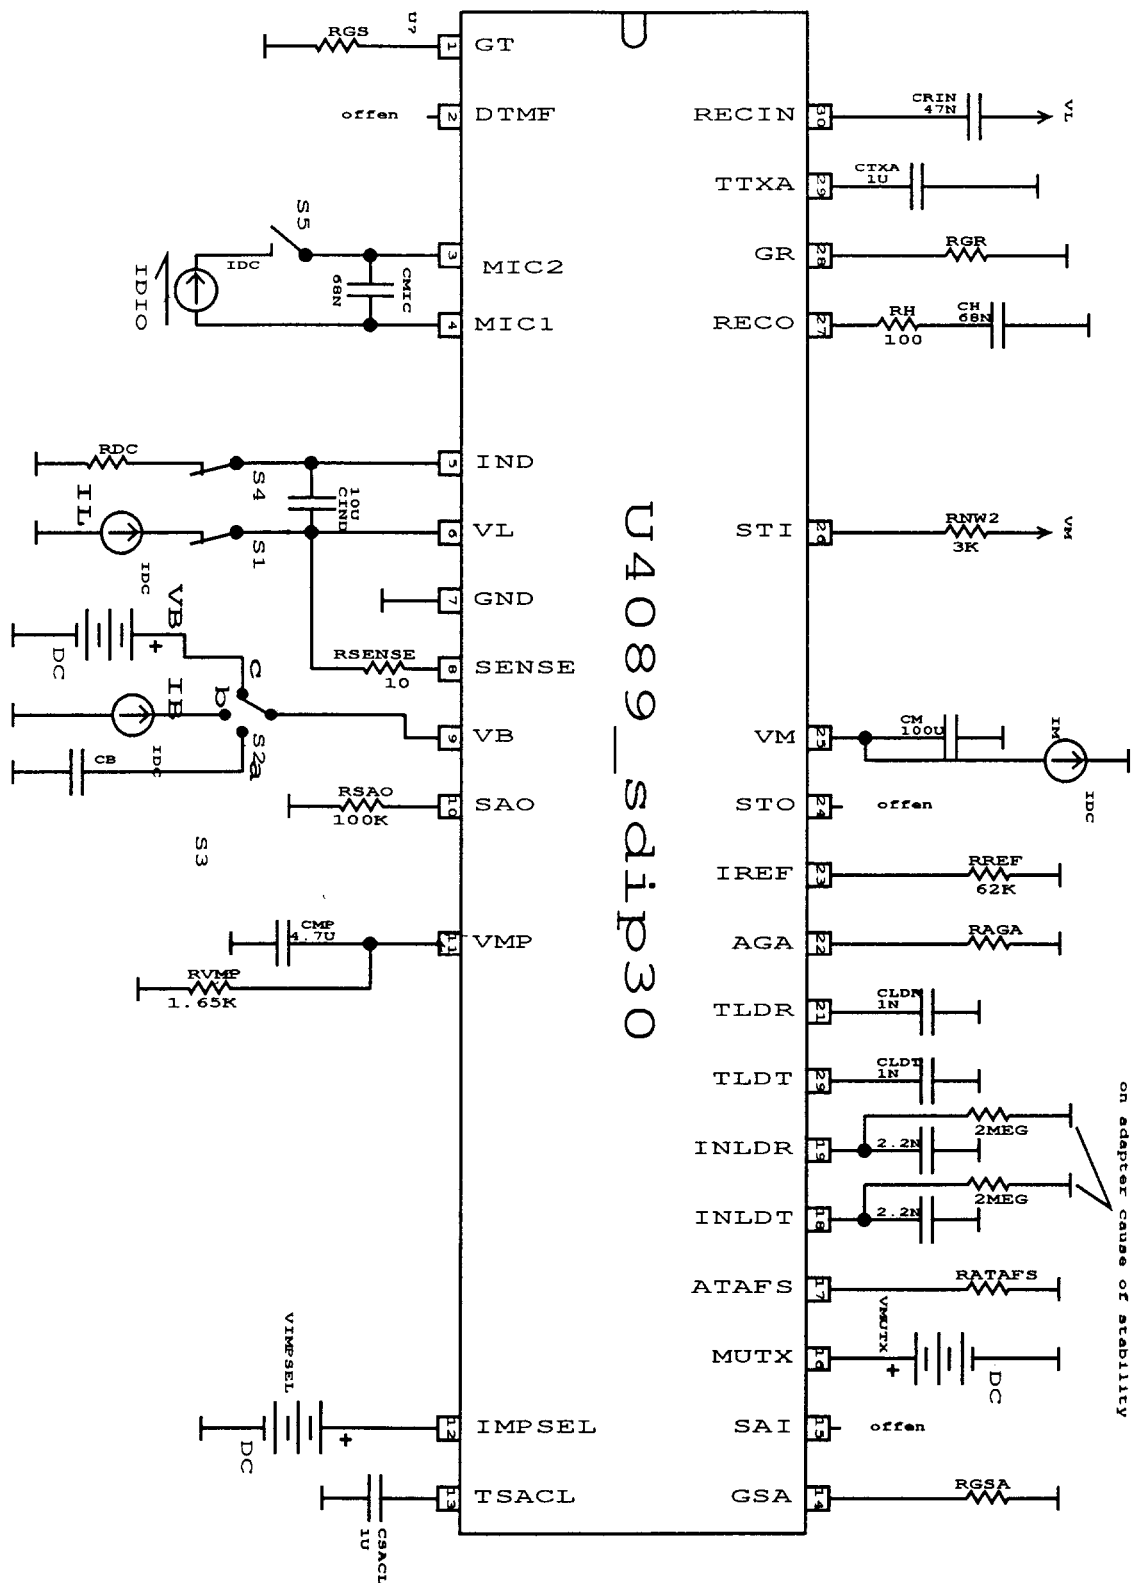 U?
RGS
1
GT
offen
2
DTMF
S5
IDC
IDIO
CMIC
68N
3
MIC2
4
MIC1
RDC
S4
5
IND
10U
CIND
IL
IDC
S1
6
VL
7
GND
VB
DC
+
RSENSE
10
8
SENSE
c
b
IB
IDC
S2a
CB
9
VB
RSAO
100K
10
SAO
S3
CMP
4.7U
11
VMP
RVMP
1.65K
VIMPSEL
DC
+
12
IMPSEL
CSACL
1U
13
TSACL
U4089_sdip30
RECIN
30
CRIN
47N
VL
TTXA
29
CTXA
1U
GR
28
RGR
RECO
27
RH
100
CH
68N
STI
26
RNW2
3K
VM
VM
25
CM
100U
IM
IDC
STO
24
offen
IREF
23
RREF
62K
AGA
22
RAGA
TLDR
21
CLDR
1N
TLDT
29
CLDT
1N
INLDR
19
2MEG
2.2N
INLDT
18
2MEG
2.2N
on adapter cause of stability
ATAFS
17
RATAFS
MUTX
16
VMUTX
+
DC
SAI
15
offen
GSA
14
RGSA